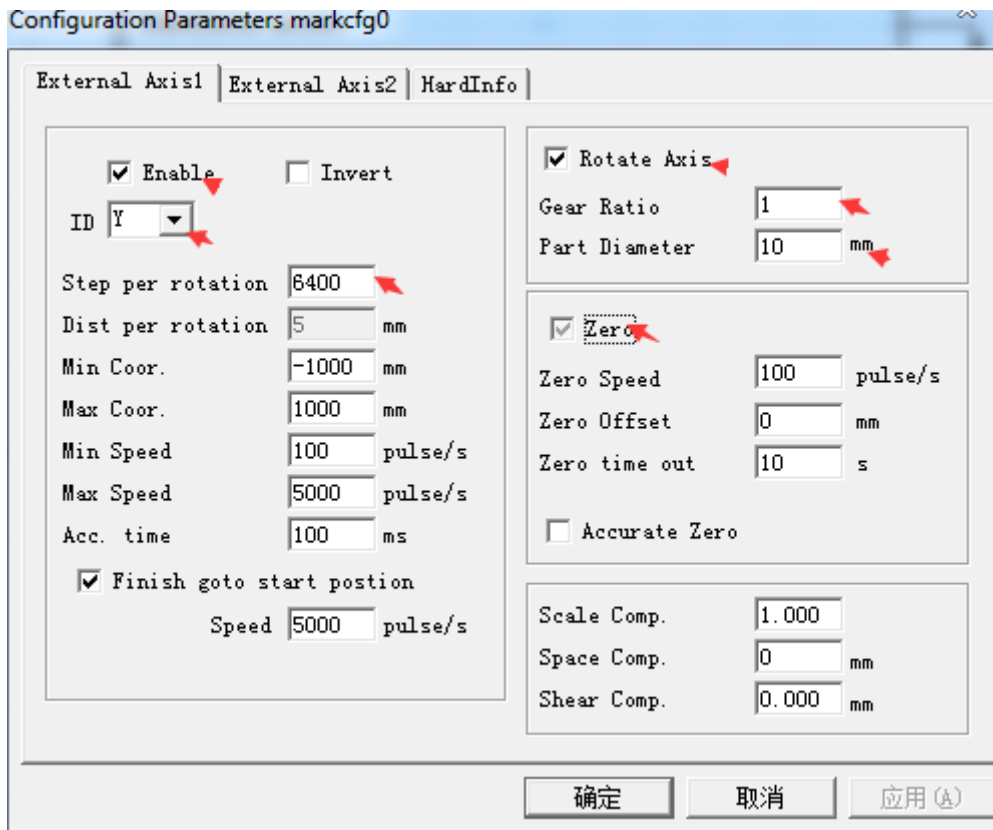 Configuration Parameters markcfg0
External Axis1 External Axis2 HardInfo
Enable Invert
ID Y
Step per rotation 6400
Dist per rotation 5 mm
Min Coor. -1000 mm
Max Coor. 1000 mm
Min Speed 100 pulse/s
Max Speed 5000 pulse/s
Acc. time 100 ms
Finish goto start postion
Speed 5000 pulse/s
Rotate Axis
Gear Ratio 1
Part Diameter 10 mm
Zero
Zero Speed 100 pulse/s
Zero Offset 0 mm
Zero time out 10 s
Accurate Zero
Scale Comp. 1.000
Space Comp. 0 mm
Shear Comp. 0.000 mm
确定 取消 应用(A)